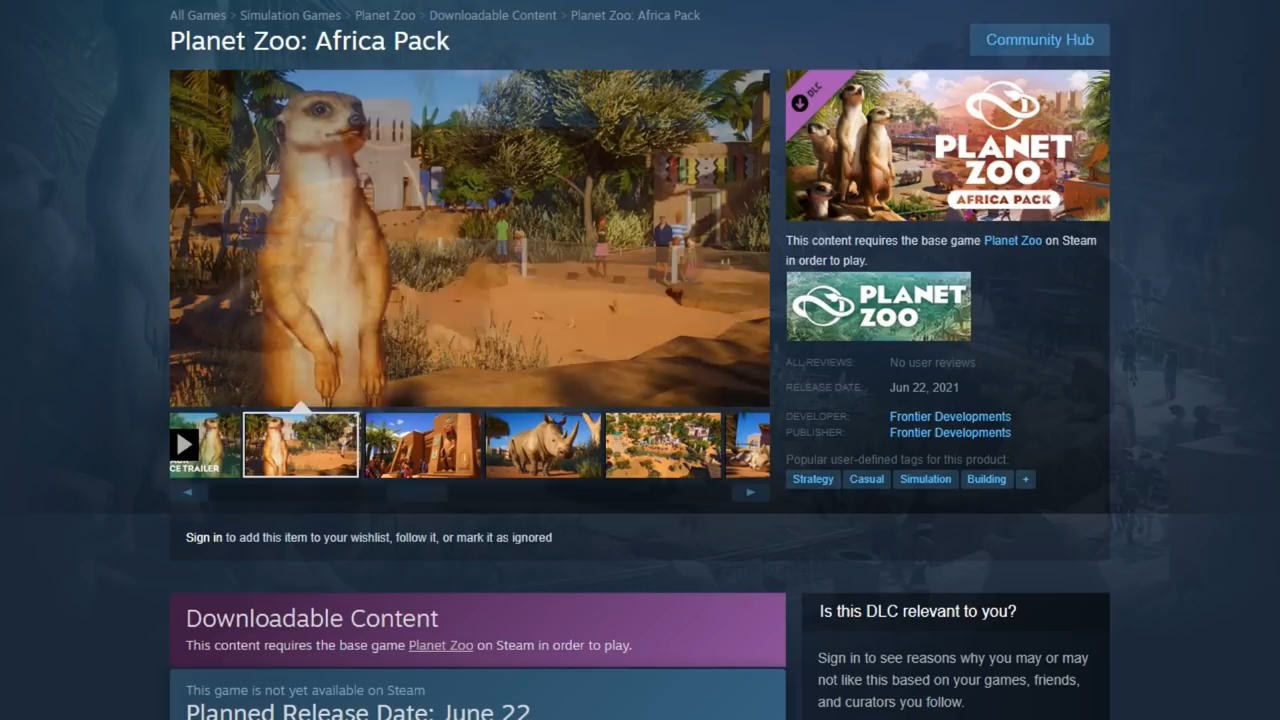 All Games > Simulation Games > Planet Zoo > Downloadable Content > Planet Zoo: Africa Pack
Planet Zoo: Africa Pack
Community Hub
DLC
PLANET
ZOO
AFRICA PACK
This content requires the base game Planet Zoo on Steam
in order to play.
PLANET
ZOO
ALL REVIEWS: No user reviews
RELEASE DATE: Jun 22, 2021
DEVELOPER: Frontier Developments
PUBLISHER: Frontier Developments
Popular user-defined tags for this product:
Strategy Casual Simulation Building +
CE TRAILER
Sign in to add this item to your wishlist, follow it, or mark it as ignored
Downloadable Content
This content requires the base game Planet Zoo on Steam in order to play.
This game is not yet available on Steam
Planned Release Date: June 22
Is this DLC relevant to you?
Sign in to see reasons why you may or may
not like this based on your games, friends,
and curators you follow.